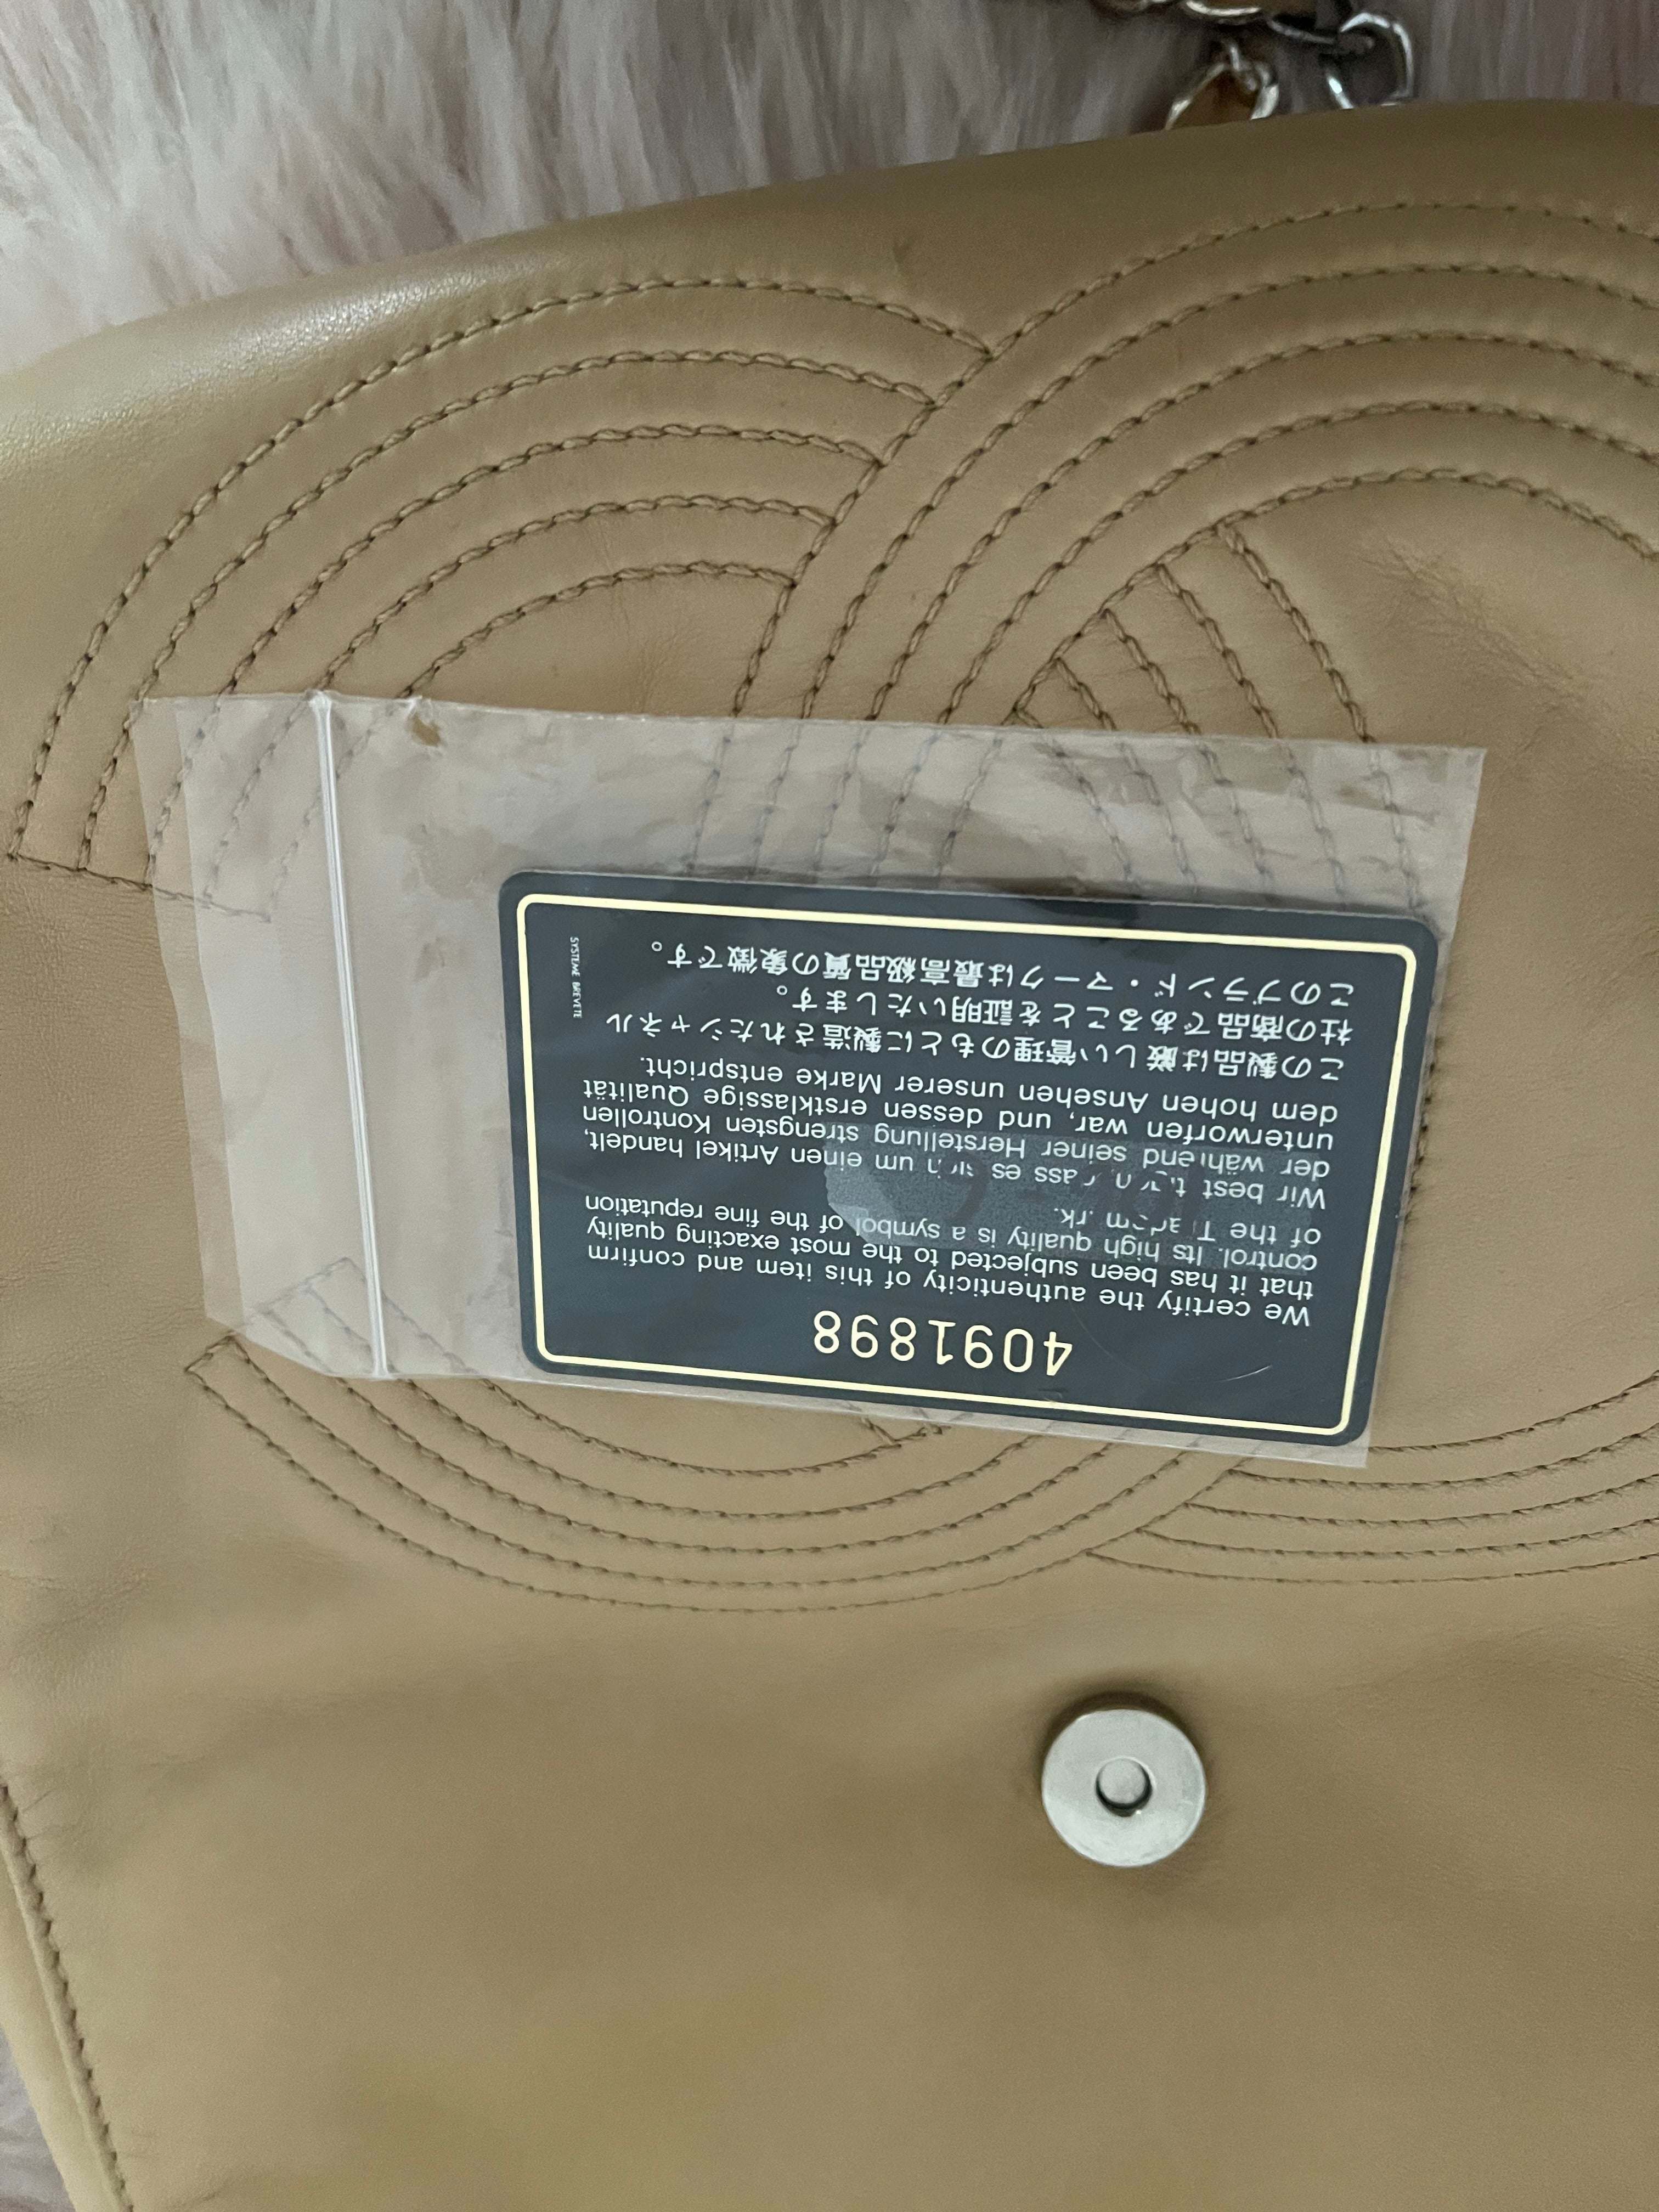 4091898
We certify the authenticity of this item and confirm
that it has been subjected to the most exacting quality
control. Its high quality is a symbol of the fine reputation
of the
Wir best es um einen Artikel handelt,
der während seiner Herstellung strengsten Kontrollen
unterworfen war, und dessen erstklassige Qualität
dem hohen Ansehen unserer Marke entspricht.
この製品は厳しい管理のもとに製造されたシャネル
社の商品であることを証明いたします。
このブランド・マークは最高級品質の象徴です。
SYSTEME BREVETE